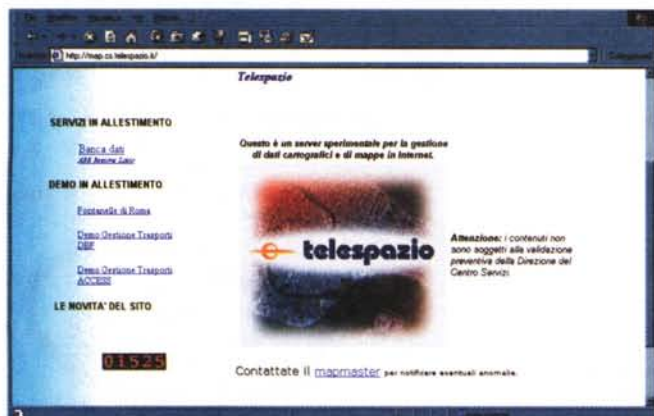 http://map.cs.telespazio.it/
Telespazio
SERVIZI IN ALLESTIMENTO
Banca dati
DEMO IN ALLESTIMENTO
Fontanelle di Roma
Demo Gestione Trasporti
DBF
Demo Gestione Trasporti
ACCESS
LE NOVITA' DEL SITO
01525
Questo è un server sperimentale per la gestione
di dati cartografici e di mappe in Internet.
telespazio
Attenzione: i contenuti non
sono soggetti alla validazione
preventiva della Direzione del
Centro Servizi.
Contattate il mapmaster per notificare eventuali anomalie.